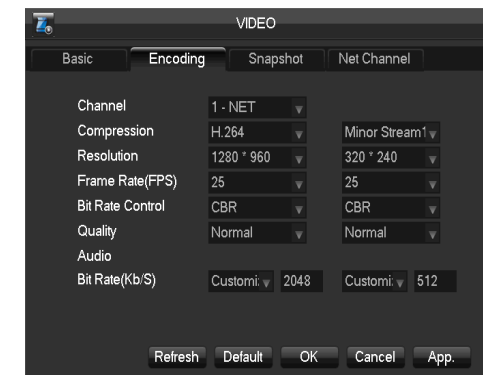 VIDEO
Basic Encoding Snapshot Net Channel
Channel 1 - NET
Compression H.264 Minor Stream1
Resolution 1280 * 960 320 * 240
Frame Rate(FPS) 25 25
Bit Rate Control CBR CBR
Quality Normal Normal
Audio
Bit Rate(Kb/S) Customi: 2048 Customi: 512
Refresh Default OK Cancel App.